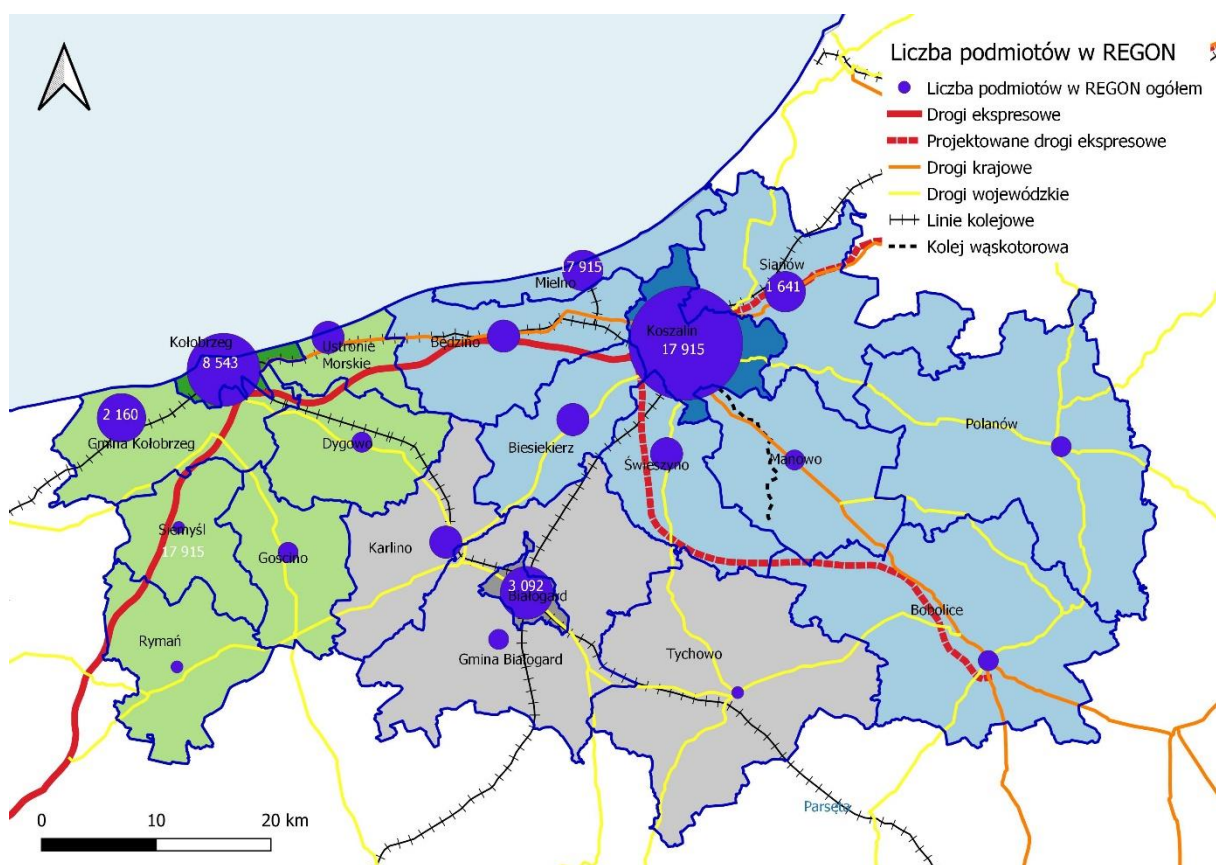 Liczba podmiotów w REGON
Liczba podmiotów w REGON ogółem
Drogi ekspresowe
Projektowane drogi ekspresowe
Drogi krajowe
Drogi wojewódzkie
Linie kolejowe
Kolej wąskotorowa
Sianów
1 641
17 915
Mielno
Koszalin
17 915
Kołobrzeg
8 543
Ustronie
Morskie
Będzino
2 160
Gmina Kołobrzeg
Dygowo
Biesiekierz
Świeszyno
Manowo
Polanów
Siemyśl
17 915
Gościno
Karlino
3 092
Białogard
Gmina Białogard
Rymań
Tychowo
Bobolice
Parsęta
0 10 20 km